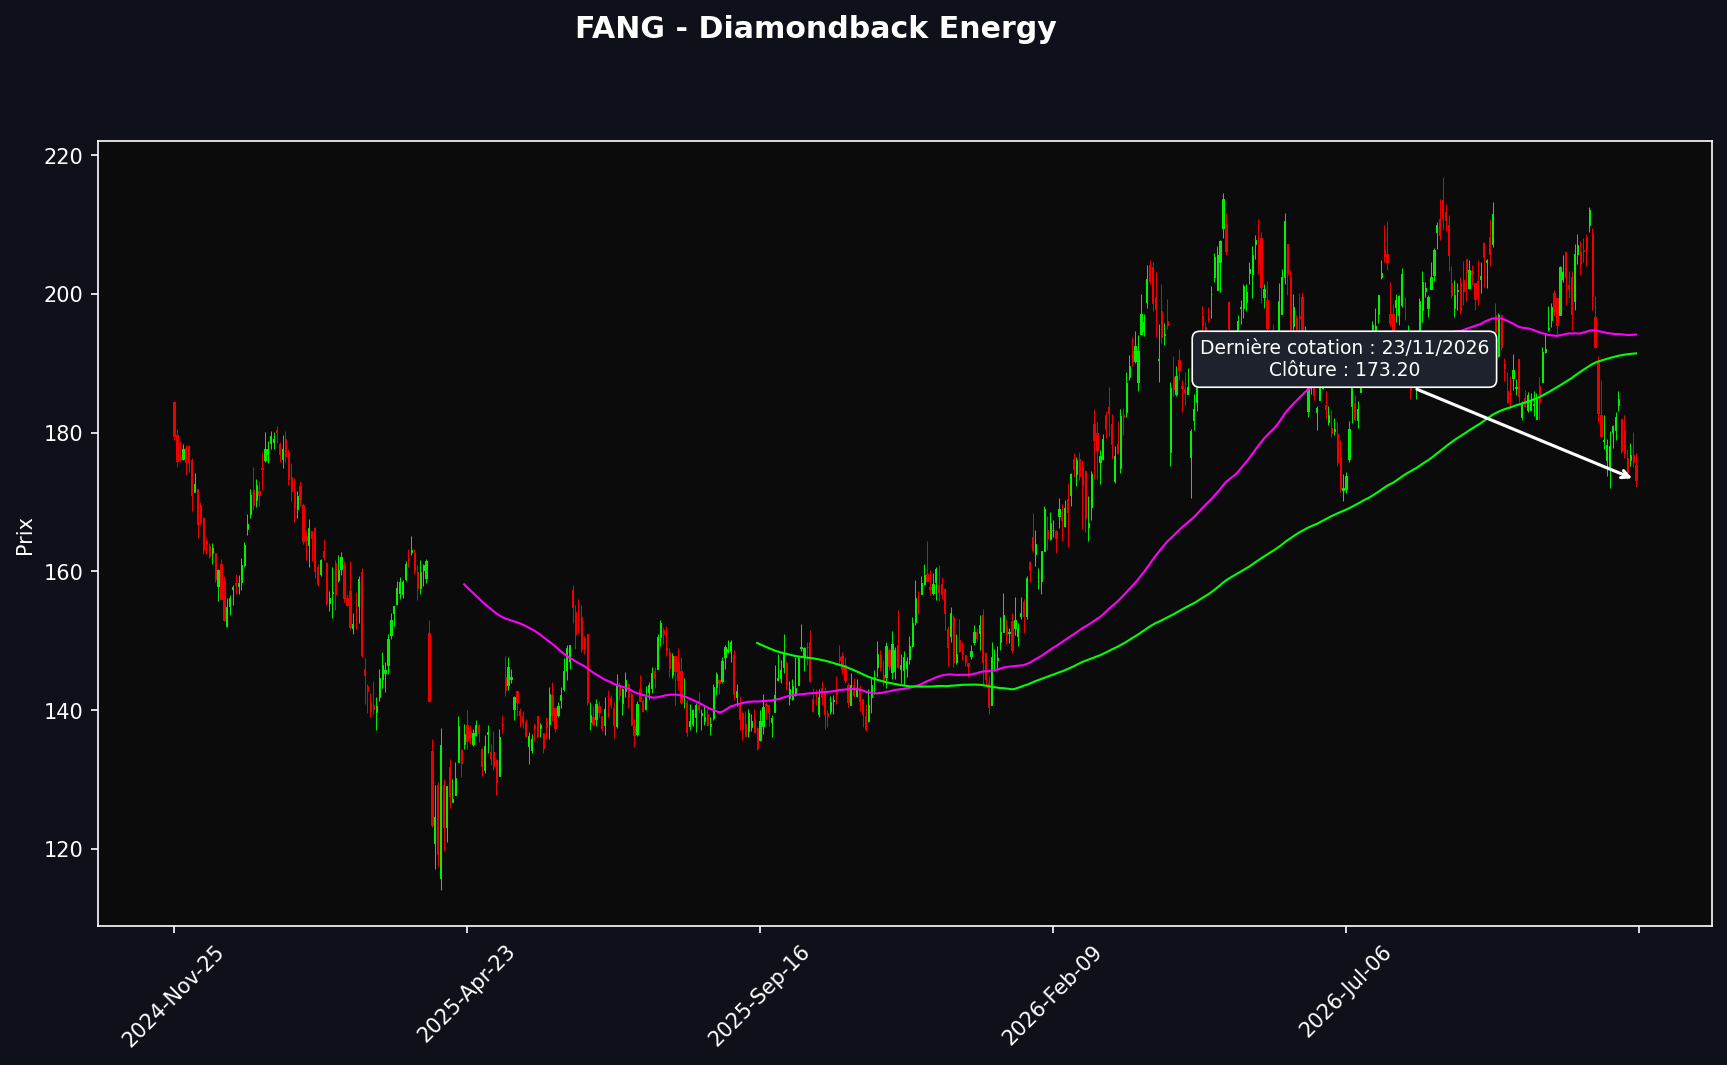 FANG - Diamondback Energy
Prix
220
200
180
160
140
120
Dernière cotation : 23/11/2026
Clôture : 173.20
2024-Nov-25
2025-Apr-23
2025-Sep-16
2026-Feb-09
2026-Jul-06